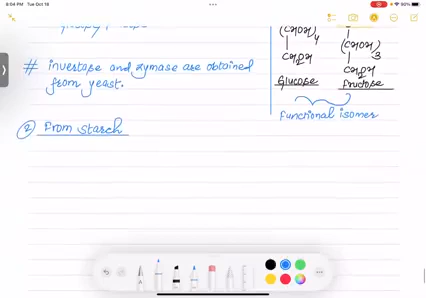 8:04 PM Tue Oct 18
(CHOH)4
CH2OH
Glucose
(CHOH)3
CH2OH
Fructose
Functional isomer
# invertase and zymase are obtained
from yeast.
② From starch